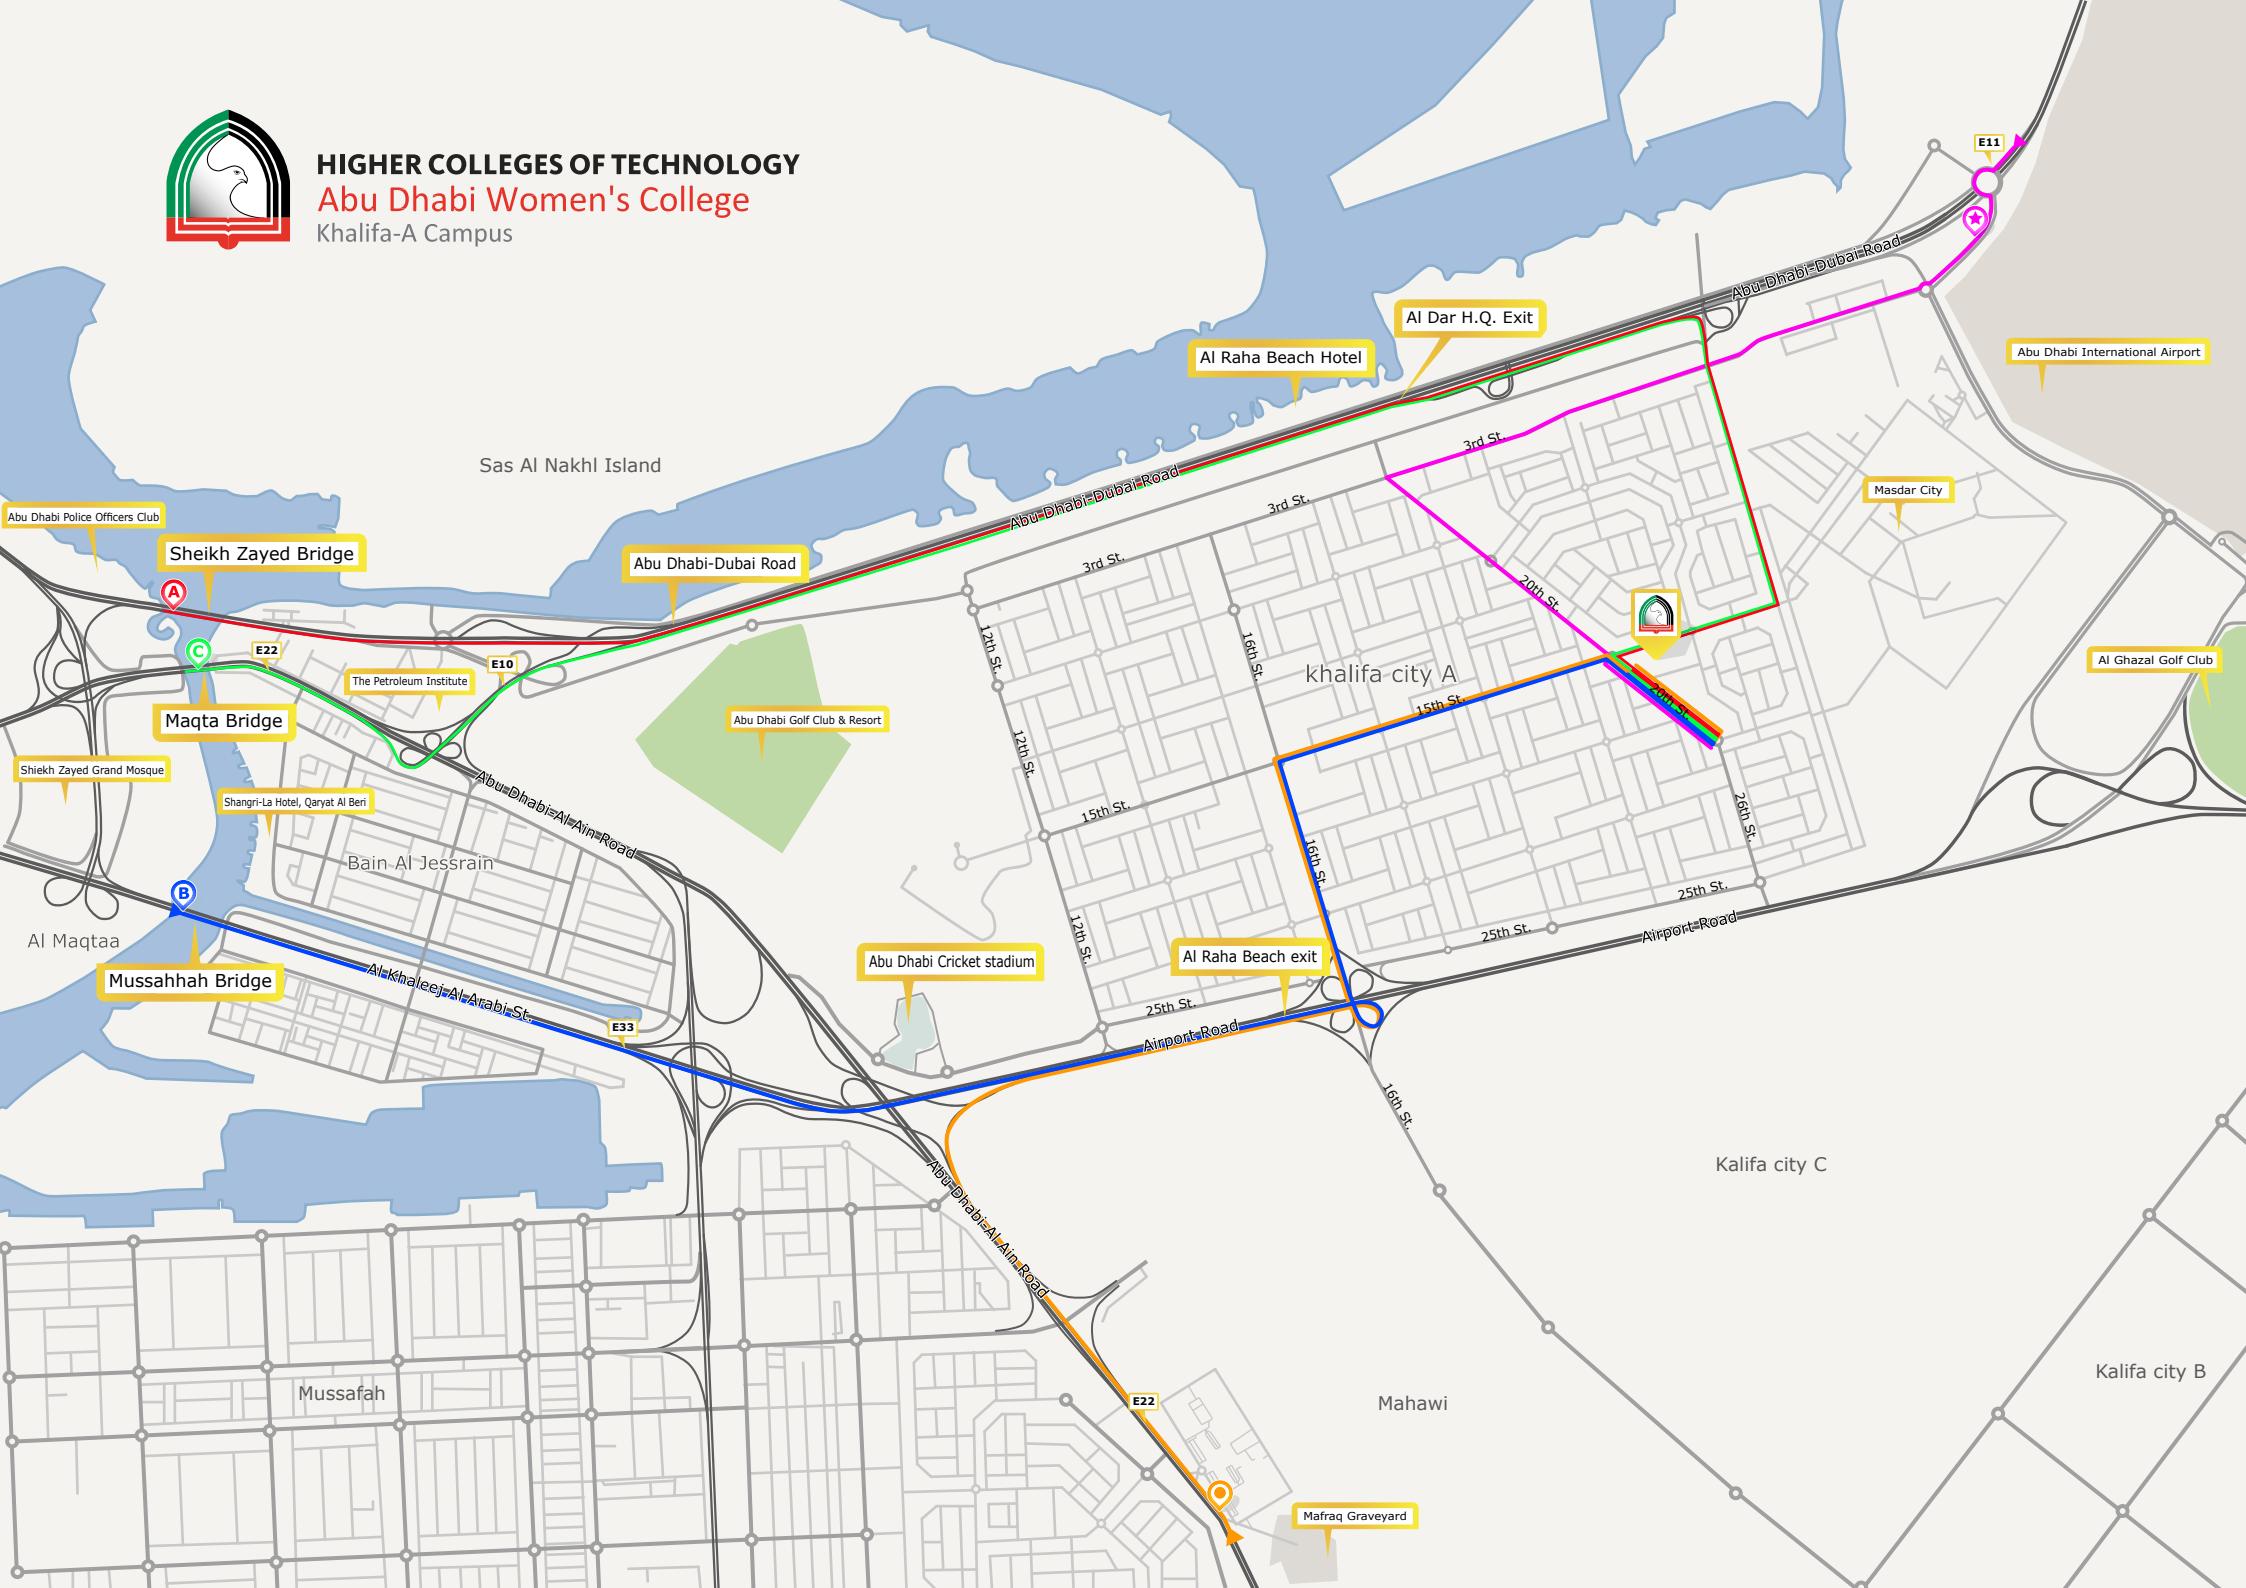 HIGHER COLLEGES OF TECHNOLOGY
Abu Dhabi Women's College
Khalifa-A Campus
E11
Abu Dhabi-Dubai Road
Al Dar H.Q. Exit
Al Raha Beach Hotel
Abu Dhabi International Airport
3rd St.
Sas Al Nakhl Island
Abu Dhabi-Dubai Road
3rd St.
Masdar City
Abu Dhabi Police Officers Club
Sheikh Zayed Bridge
Abu Dhabi-Dubai Road
3rd St.
A
20th St.
C
E22
E10
12th St.
16th St.
khalifa city A
Al Ghazal Golf Club
The Petroleum Institute
20th St.
15th St.
Maqta Bridge
Abu Dhabi Golf Club & Resort
12th St.
Shiekh Zayed Grand Mosque
Shangri-La Hotel, Qaryat Al Beri
Abu Dhabi-Al Ain Road
15th St.
26th St.
Bain Al Jessrain
16th St.
B
25th St.
Al Maqtaa
12th St.
25th St.
Airport Road
Abu Dhabi Cricket stadium
Al Raha Beach exit
Mussahhah Bridge
Al Khaleej Al Arabi St.
25th St.
E33
Airport Road
16th St.
Kalifa city C
Abu Dhabi-Al Ain Road
Kalifa city B
Mussafah
E22
Mahawi
Mafraq Graveyard